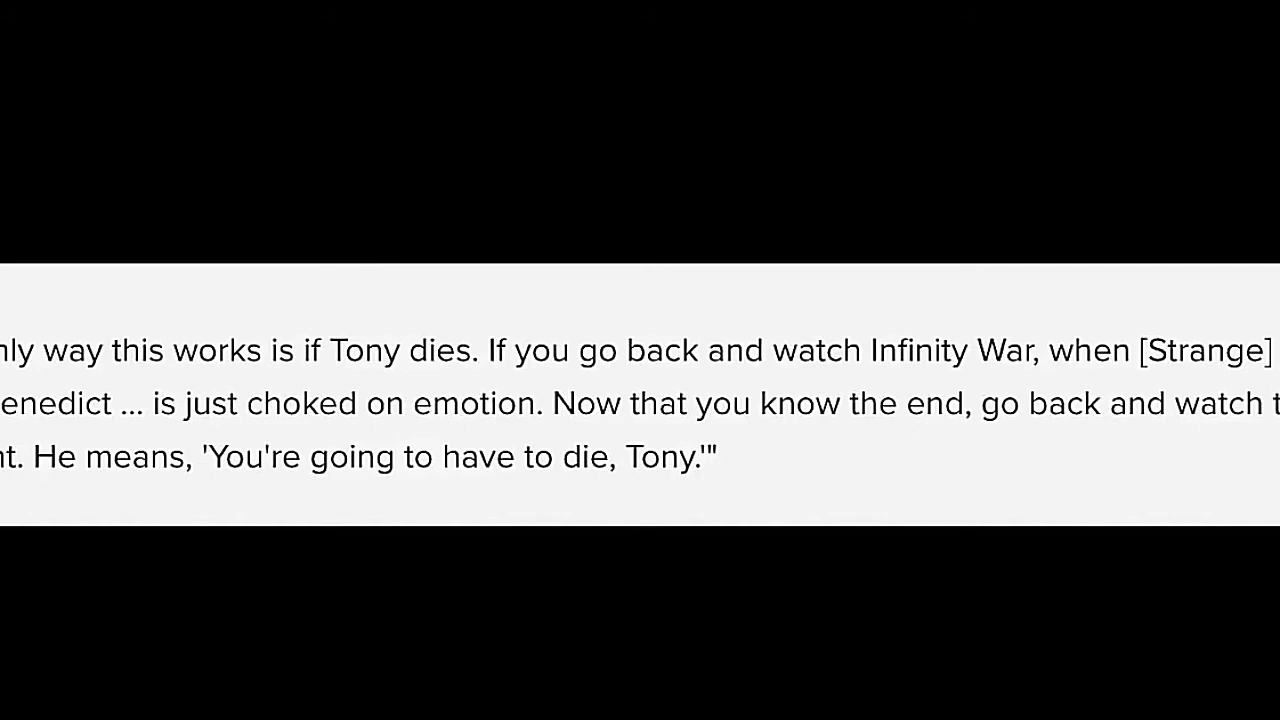 nly way this works is if Tony dies. If you go back and watch Infinity War, when [Strange]
enedict ... is just choked on emotion. Now that you know the end, go back and watch t
nt. He means, 'You're going to have to die, Tony.'"